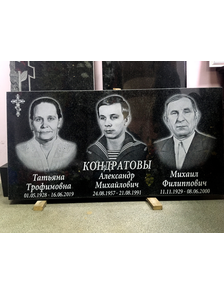 КОНДРАТОВЫ
Татьяна
Трофимовна
01.05.1928 - 16.06.2019
Александр
Михайлович
24.08.1957 - 21.08.1991
Михаил
Филиппович
11.11.1929 - 08.06.2000